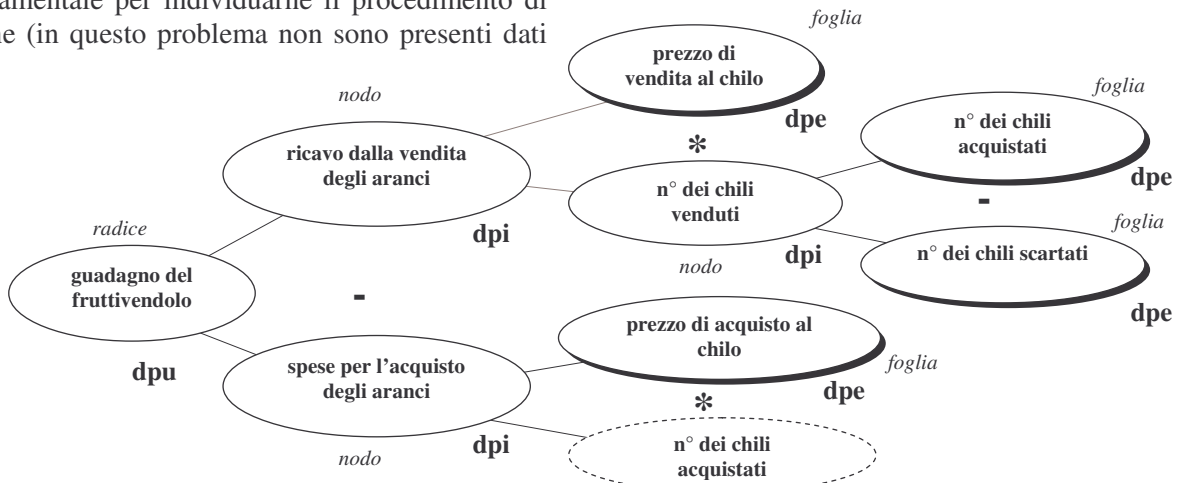 amentale per individuarne il procedimento di
ne (in questo problema non sono presenti dati
foglia
prezzo di
vendita al chilo
dpe
nodo
ricavo dalla vendita
degli aranci
dpi
*
foglia
n° dei chili
acquistati
dpe
n° dei chili
venduti
dpi
nodo
-
foglia
n° dei chili scartati
dpe
radice
guadagno del
fruttivendolo
dpu
-
prezzo di acquisto al
chilo
foglia
dpe
spese per l'acquisto
degli aranci
dpi
nodo
*
n° dei chili
acquistati